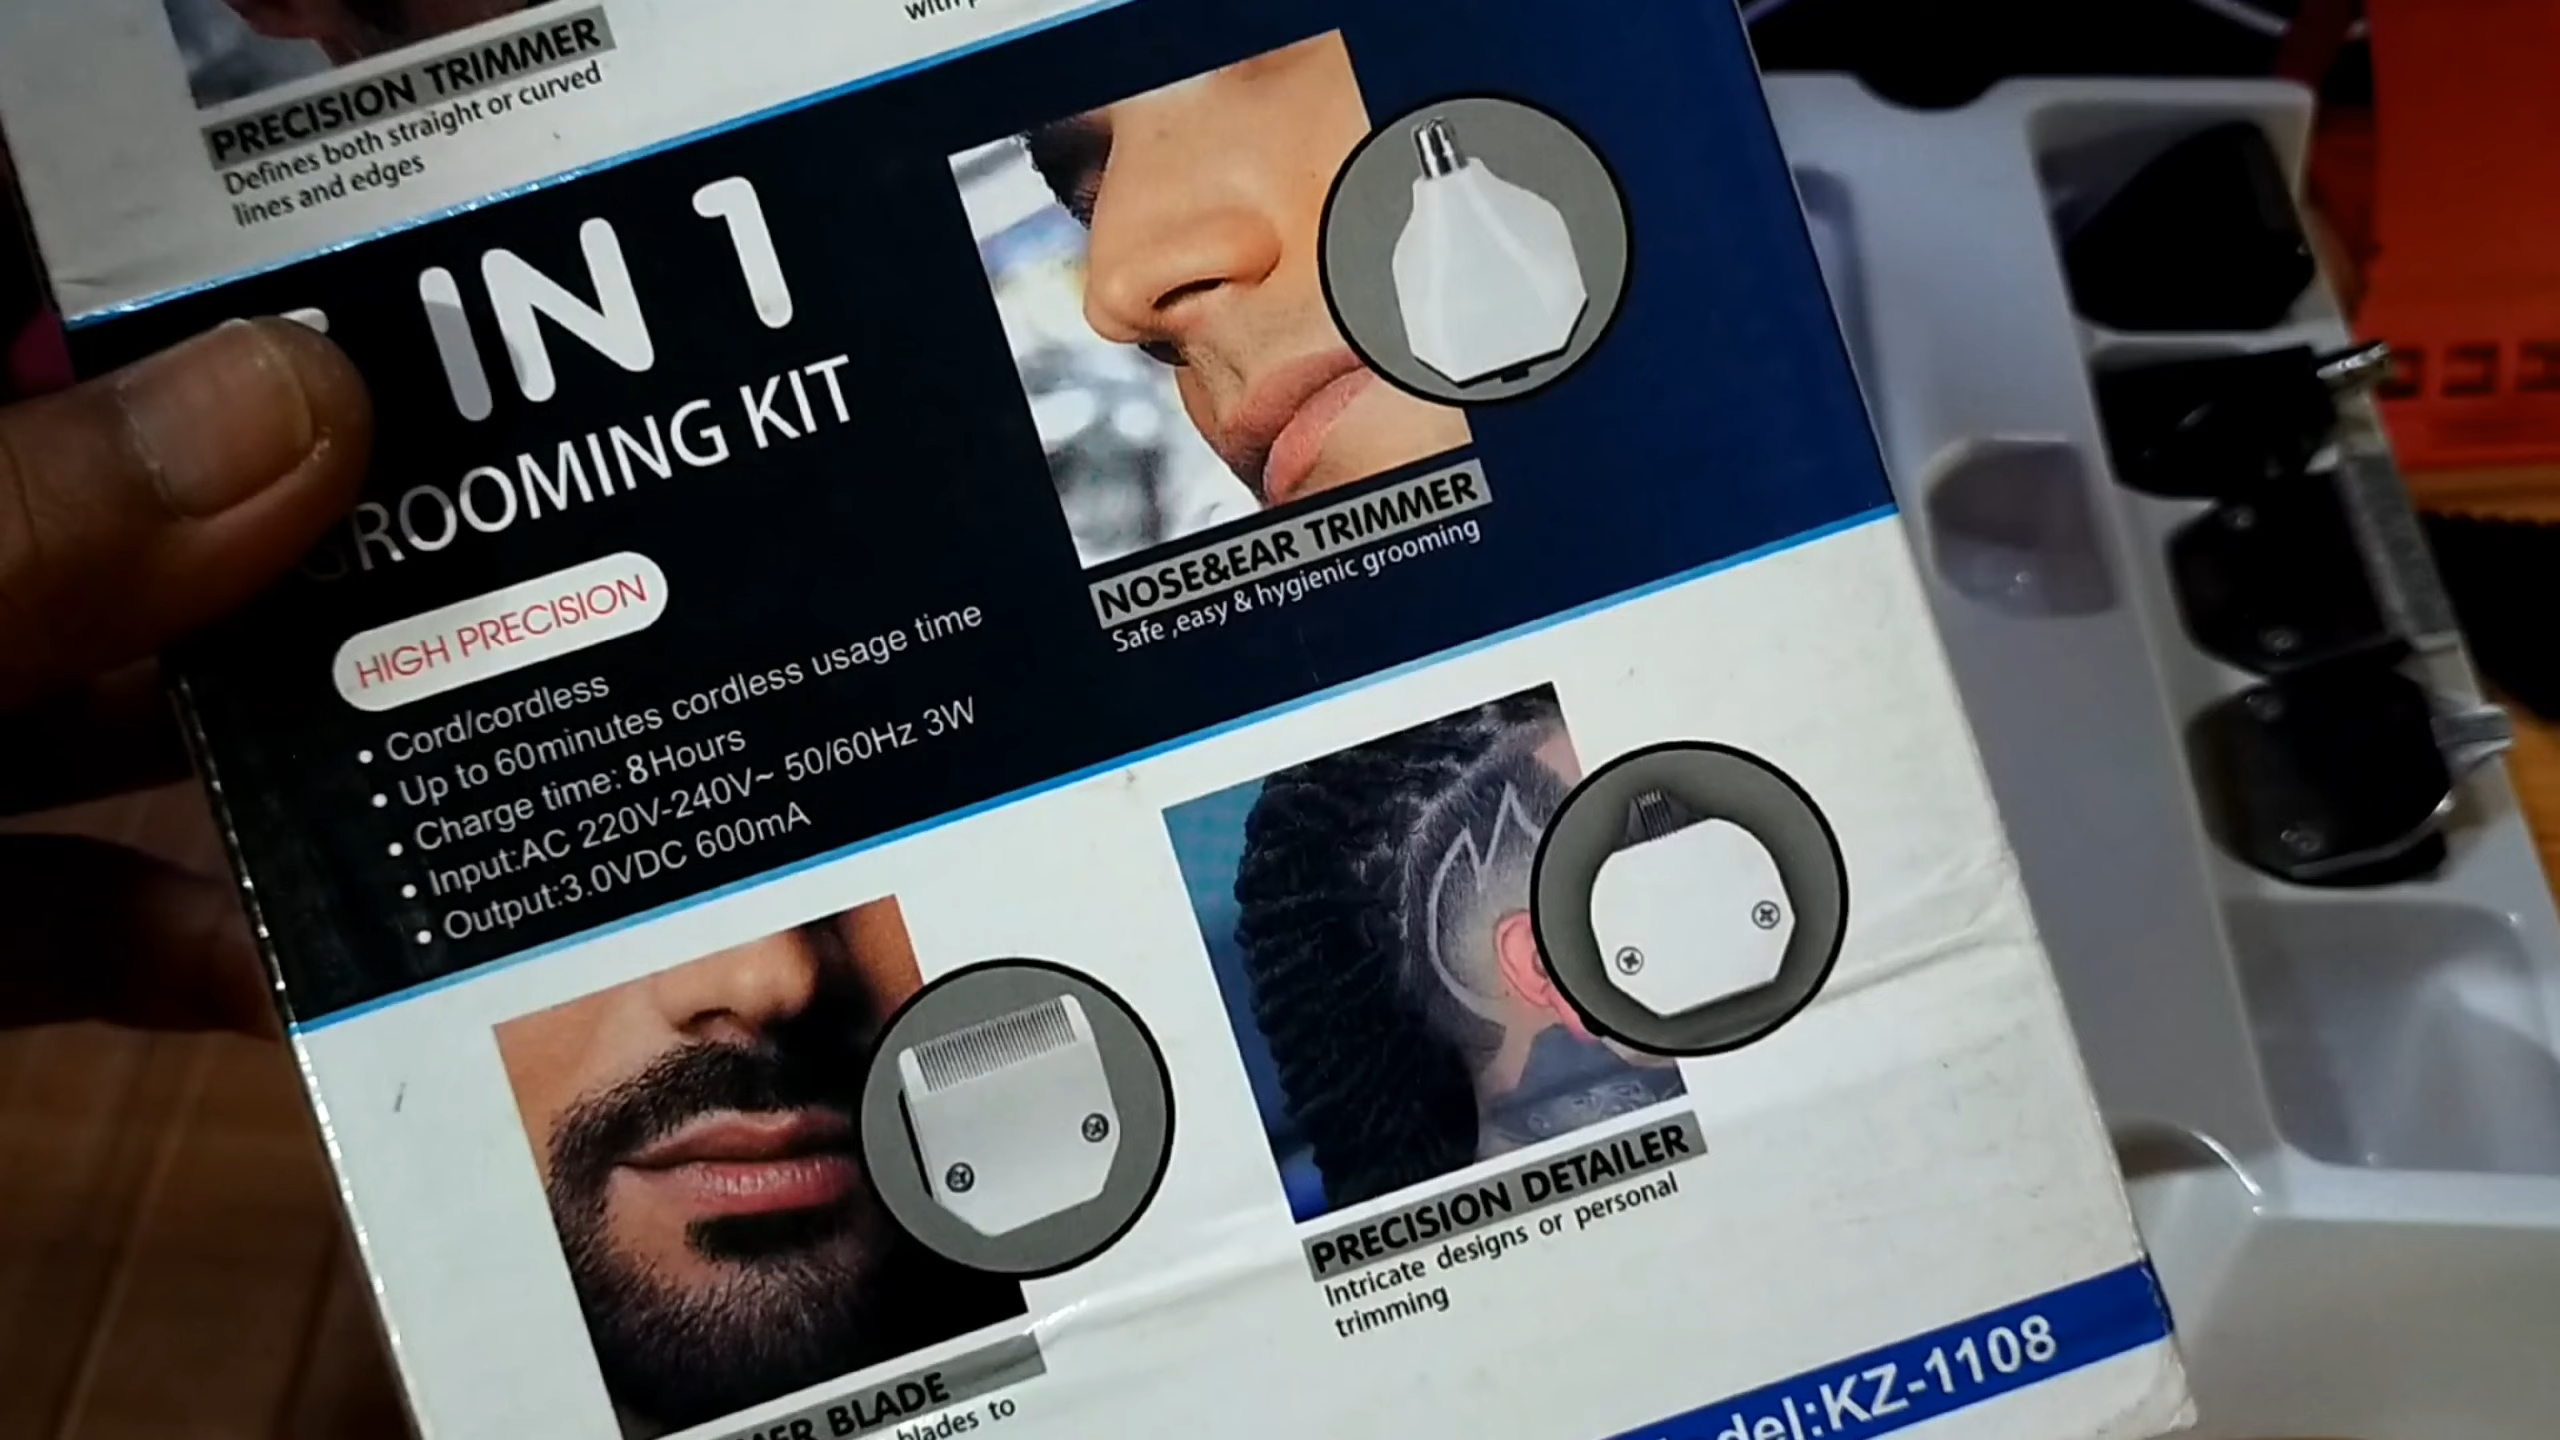 PRECISION TRIMMER
Defines both straight or curved
lines and edges
IN 1
GROOMING KIT
HIGH PRECISION
• Cord/cordless
• Up to 60minutes cordless usage time
• Charge time: 8Hours
• Input:AC 220V-240V~ 50/60Hz 3W
• Output:3.0VDC 600mA
NOSE&EAR TRIMMER
Safe ,easy & hygienic grooming
PRECISION DETAILER
Intricate designs or personal
trimming
BLADE
blades to
KZ-1108